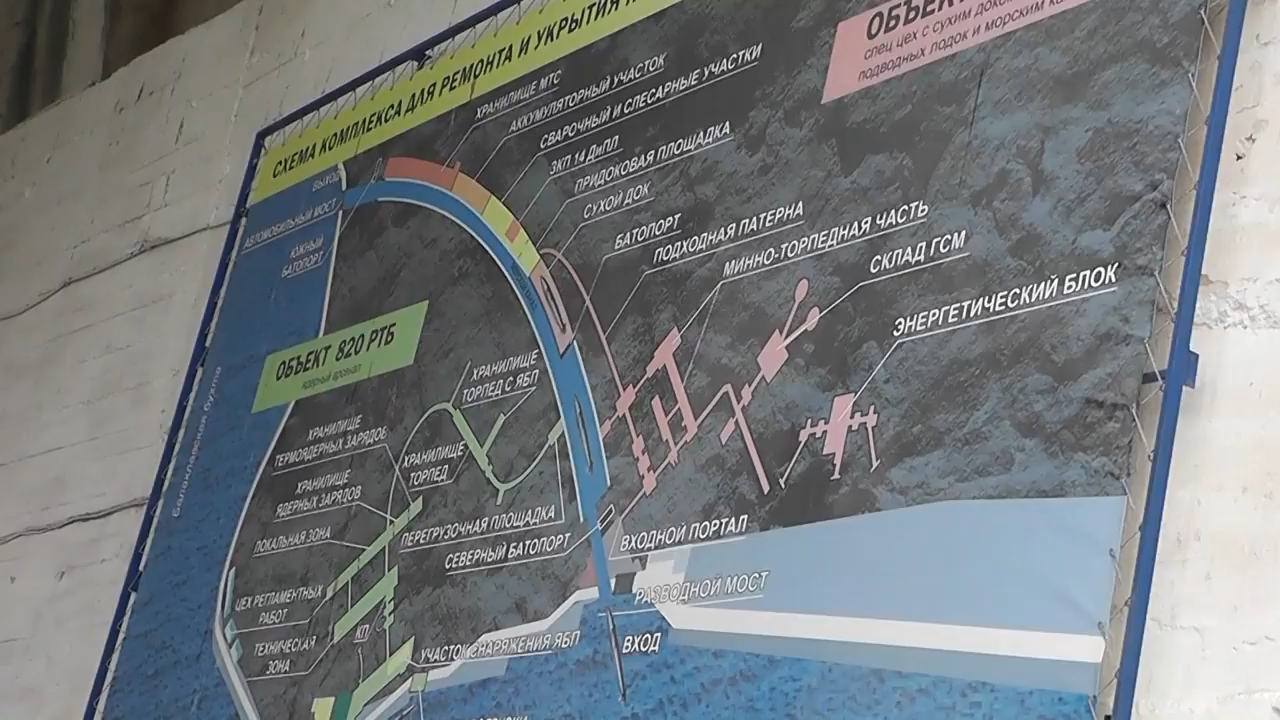 СХЕМА КОМПЛЕКСА ДЛЯ РЕМОНТА И УКРЫТИЯ
ОБЪЕКТ
спец цех с сухим доком
подводных лодок и морским
ХРАНИЛИЩЕ МТС
АККУМУЛЯТОРНЫЙ УЧАСТОК
СВАРОЧНЫЙ И СЛЕСАРНЫЕ УЧАСТКИ
ЗКП 14 ДиПЛ
ПРИДОКОВАЯ ПЛОЩАДКА
СУХОЙ ДОК
БАТОПОРТ
ПОДХОДНАЯ ПАТЕРНА
МИННО-ТОРПЕДНАЯ ЧАСТЬ
СКЛАД ГСМ
ЭНЕРГЕТИЧЕСКИЙ БЛОК
ВЫХОД
АВТОМОБИЛЬНЫЙ МОСТ
ЮЖНЫЙ
БАТОПОРТ
ОБЪЕКТ 820 РТБ
ядерный арсенал
Балаклавская бухта
ХРАНИЛИЩЕ
ТОРПЕД С ЯБП
ХРАНИЛИЩЕ
ТЕРМОЯДЕРНЫХ ЗАРЯДОВ
ХРАНИЛИЩЕ
ТОРПЕД
ХРАНИЛИЩЕ
ЯДЕРНЫХ ЗАРЯДОВ
ЛОКАЛЬНАЯ ЗОНА
ПЕРЕГРУЗОЧНАЯ ПЛОЩАДКА
СЕВЕРНЫЙ БАТОПОРТ
ВХОДНОЙ ПОРТАЛ
РАЗВОДНОЙ МОСТ
ЦЕХ РЕГЛАМЕНТНЫХ
РАБОТ
КП
ТЕХНИЧЕСКАЯ
ЗОНА
УЧАСТОК СНАРЯЖЕНИЯ ЯБП
ВХОД